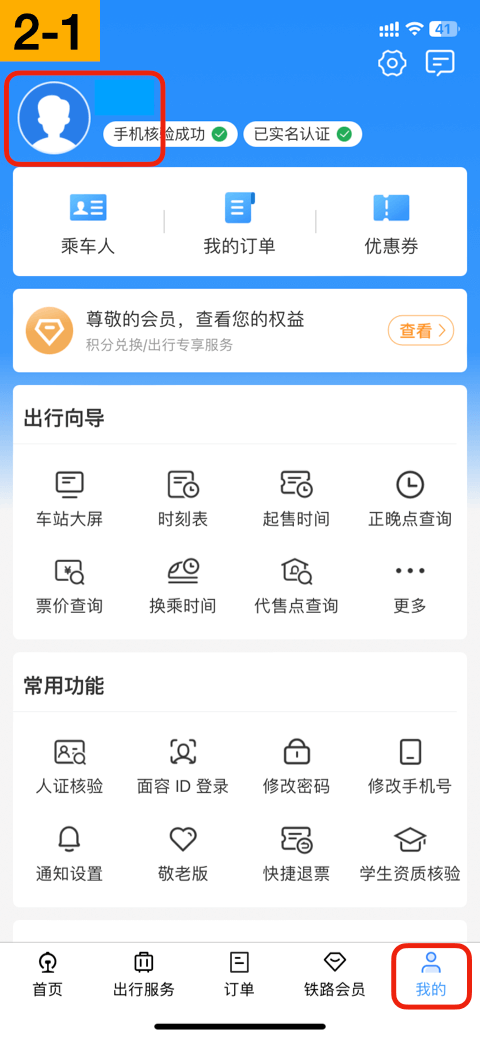 2-1
41
手机核验成功 已实名认证
乘车人 我的订单 优惠券
尊敬的会员，查看您的权益
积分兑换/出行专享服务
查看
出行向导
车站大屏 时刻表 起售时间 正晚点查询
票价查询 换乘时间 代售点查询 更多
常用功能
人证核验 面容 ID 登录 修改密码 修改手机号
通知设置 敬老版 快捷退票 学生资质核验
首页 出行服务 订单 铁路会员 我的